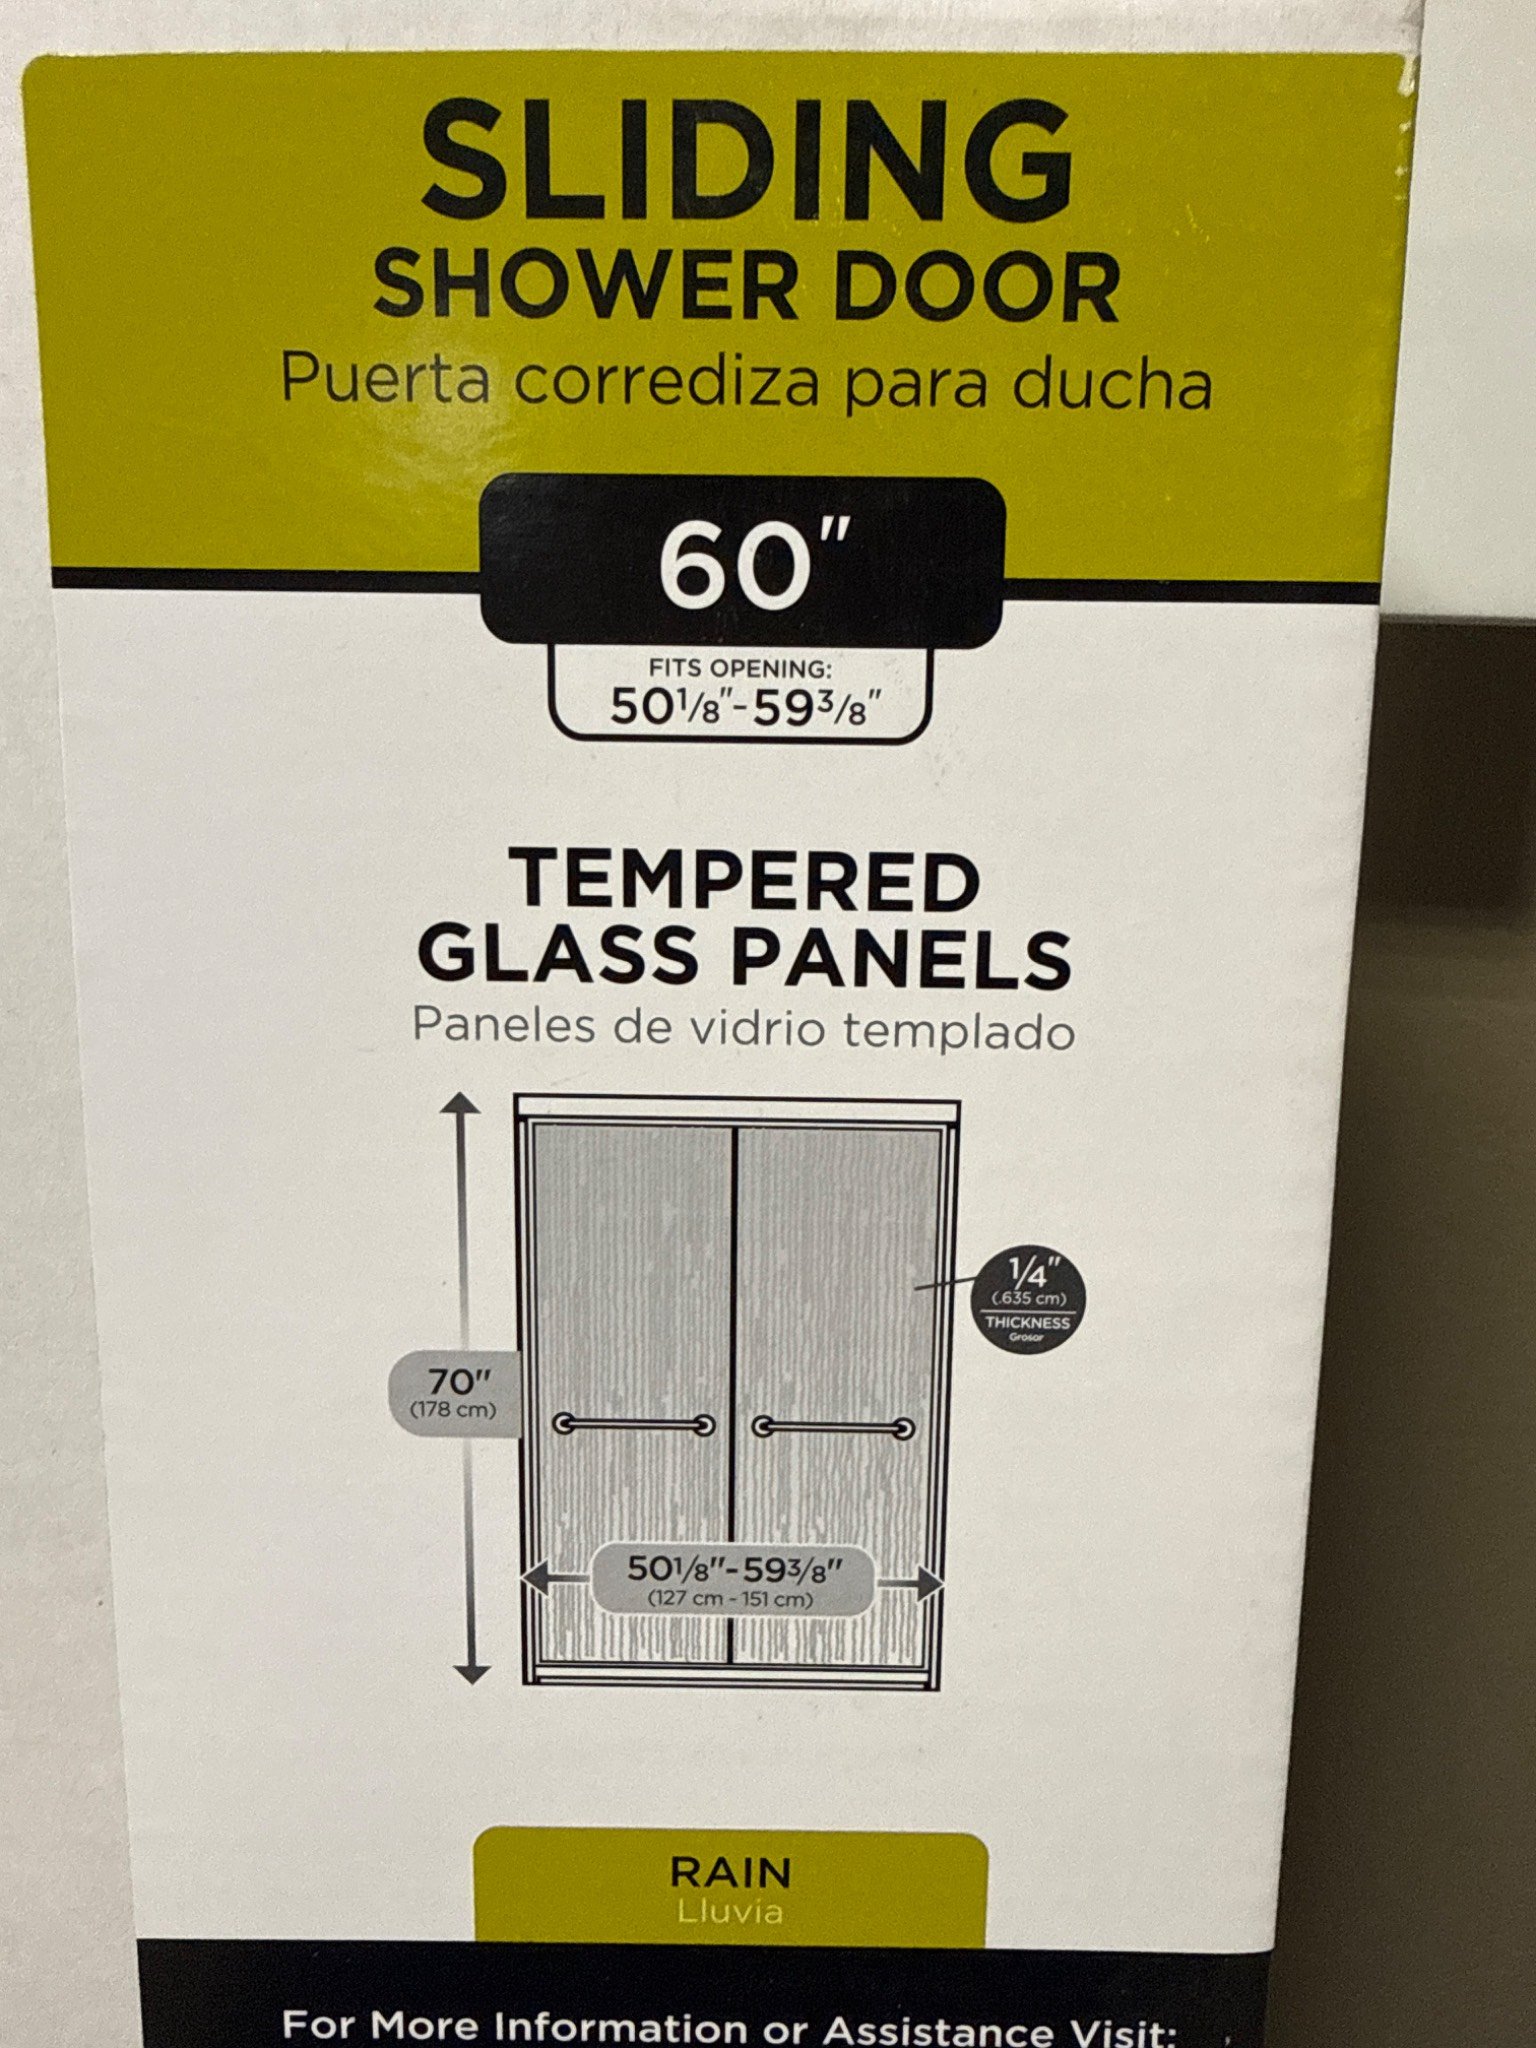 SLIDING
SHOWER DOOR
Puerta corrediza para ducha
60"
FITS OPENING:
50 1/8"-59 3/8"
TEMPERED
GLASS PANELS
Paneles de vidrio templado
1/4"
(.635 cm)
THICKNESS
Grosor
70"
(178 cm)
50 1/8"-59 3/8"
(127 cm - 151 cm)
RAIN
Lluvia
For More Information or Assistance Visit: